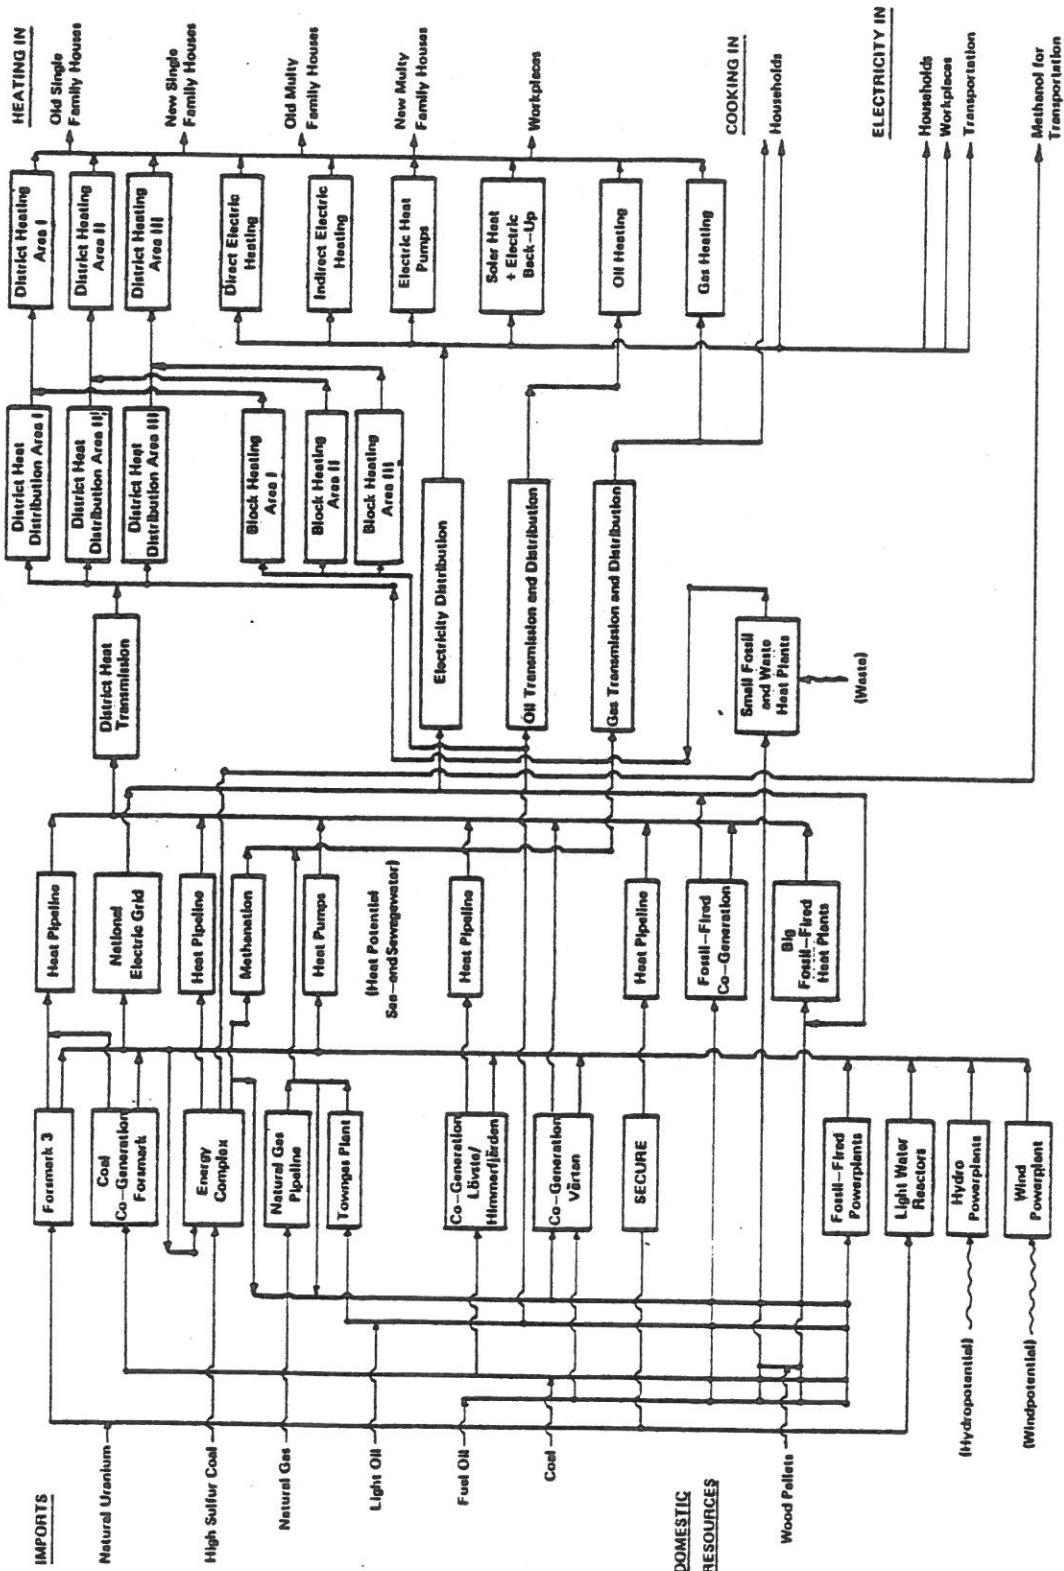 IMPORTS
Natural Uranium
High Sulfur Coal
Natural Gas
Light Oil
Fuel Oil
Coal
DOMESTIC
RESOURCES
Wood Pallets
(Hydropotential)
(Windpotential)
Forsmark 3
Coal
Co-Generation
Forsmark
Energy
Complex
Natural Gas
Pipeline
Towngas Plant
Co-Generation
Lövsta/
Himmerfjärden
Co-Generation
Värtan
SECURE
Fossil-Fired
Powerplants
Light Water
Reactors
Hydro
Powerplants
Wind
Powerplant
Heat Pipeline
National
Electric Grid
Heat Pipeline
Methanation
Heat Pumps
(Heat Potential
Sea-and Sewagewater)
Heat Pipeline
Heat Pipeline
Fossil-Fired
Co-Generation
Big
Fossil-Fired
Heat Plants
District Heat
Transmission
Electricity Distribution
Oil Transmission and Distribution
Gas Transmission and Distribution
Small Fossil
and Waste
Heat Plants
(Waste)
District Heat
Distribution Area I
District Heat
Distribution Area II
District Heat
Distribution Area III
Block Heating
Area I
Block Heating
Area II
Block Heating
Area III
District Heating
Area I
District Heating
Area II
District Heating
Area III
Direct Electric
Heating
Indirect Electric
Heating
Electric Heat
Pumps
Solar Heat
+ Electric
Back-Up
Oil Heating
Gas Heating
HEATING IN
Old Single
Family Houses
New Single
Family Houses
Old Multy
Family Houses
New Multy
Family Houses
Workplaces
COOKING IN
Households
ELECTRICITY IN
Households
Workplaces
Transportation
Methanol for
Transportation